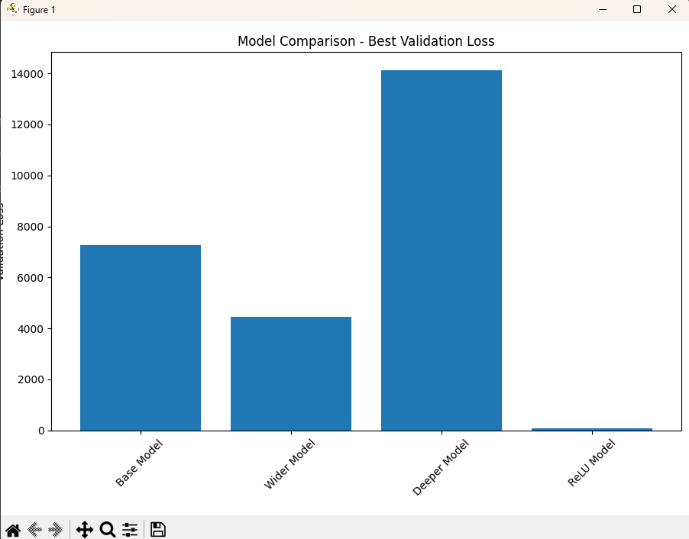 Figure 1
Model Comparison - Best Validation Loss
14000
12000
10000
8000
6000
4000
2000
0
Base Model
Wider Model
Deeper Model
ReLU Model